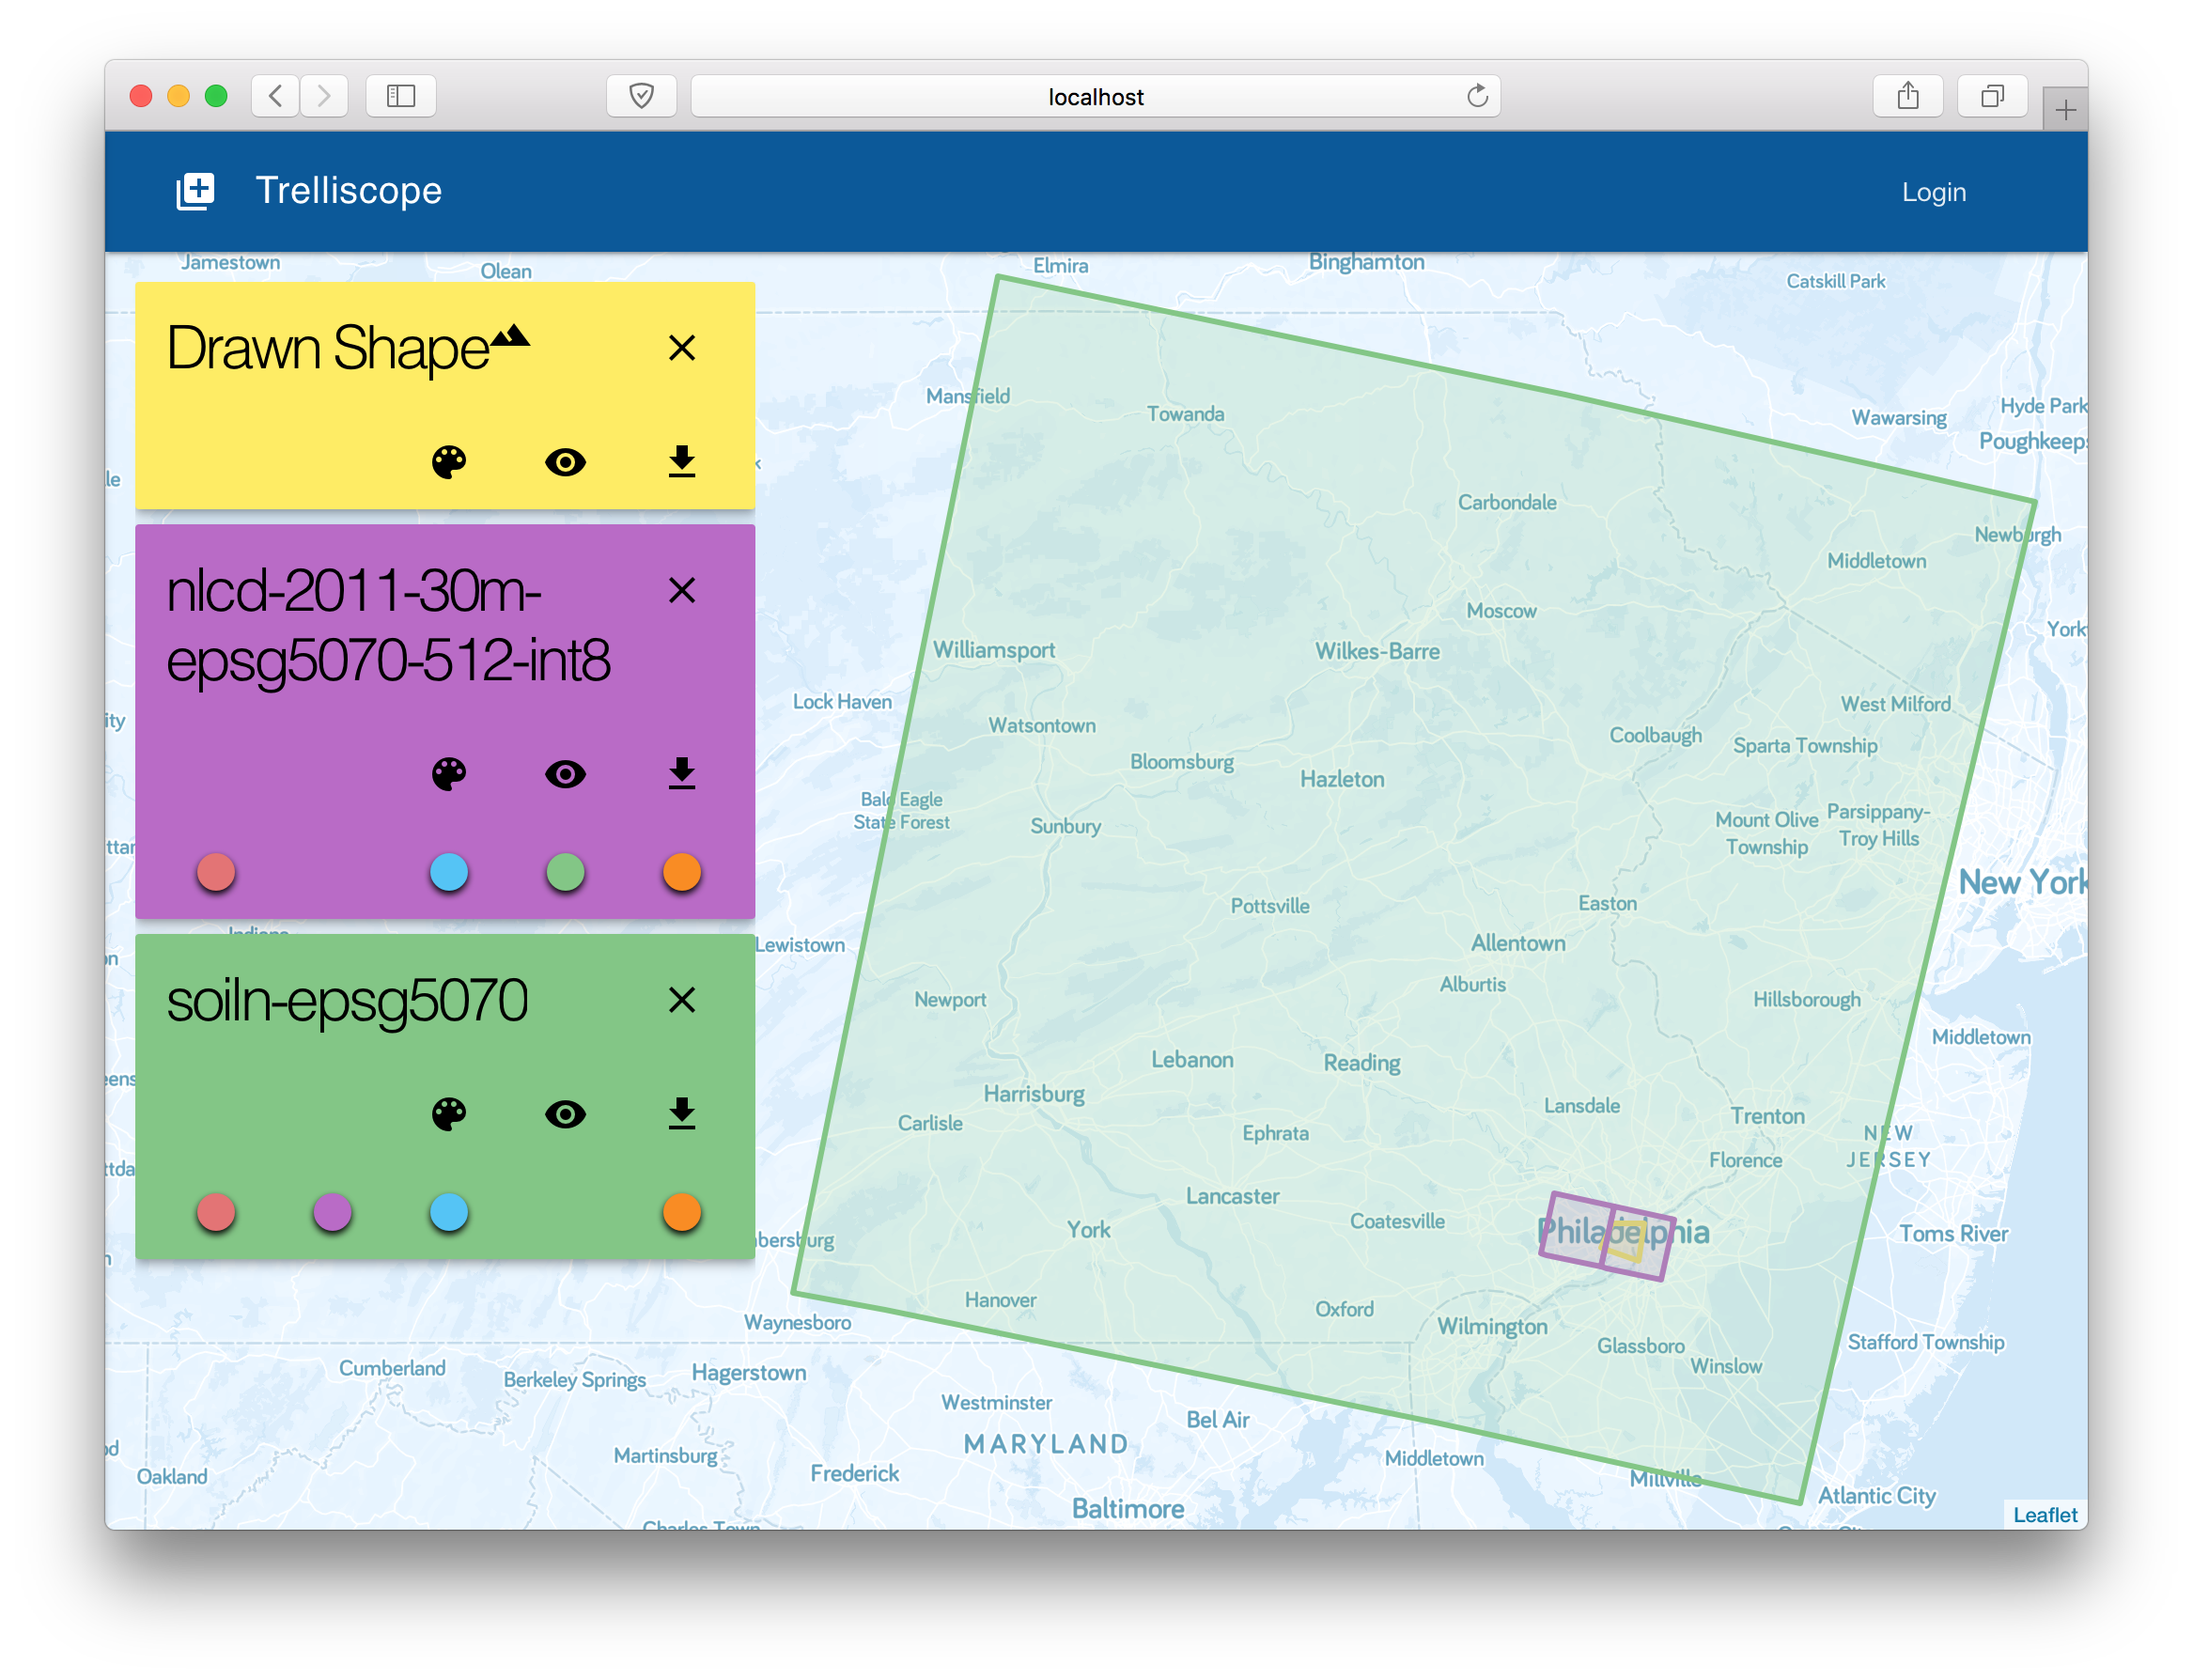 localhost
Trelliscope
Login
Jamestown
Olean
Elmira
Binghamton
Catskill Park
Drawn Shape
Mansfield
Towanda
Wawarsing
Hyde Park
Poughkeeps
Carbondale
Newburgh
Middletown
nlcd-2011-30m-
epsg5070-512-int8
Moscow
York
Williamsport
Wilkes-Barre
Lock Haven
West Milford
Watsontown
Coolbaugh
Sparta Township
Bloomsburg
Hazleton
Bald Eagle
State Forest
Sunbury
Mount Olive
Township
Parsippany-
Troy Hills
New York
Pottsville
Easton
Lewistown
Allentown
soiln-epsg5070
Alburtis
Newport
Hillsborough
Middletown
Lebanon
Reading
Harrisburg
Lansdale
Trenton
Carlisle
Ephrata
NEW
JERSEY
Florence
Lancaster
York
Coatesville
Philadelphia
Toms River
bersburg
Hanover
Oxford
Waynesboro
Wilmington
Glassboro
Stafford Township
Winslow
Cumberland
Berkeley Springs
Hagerstown
Westminster
Bel Air
MARYLAND
Martinsburg
Frederick
Middletown
Millville
Oakland
Atlantic City
Baltimore
Leaflet